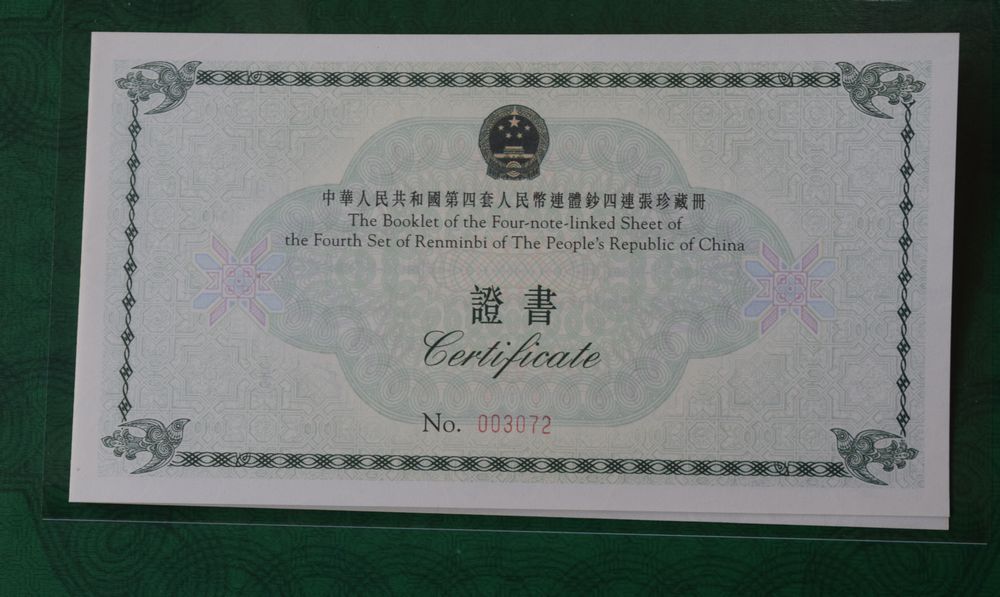 中華人民共和國第四套人民幣連體鈔四連張珍藏冊
The Booklet of the Four-note-linked Sheet of
the Fourth Set of Renminbi of The People's Republic of China
證書
Certificate
No. 003072